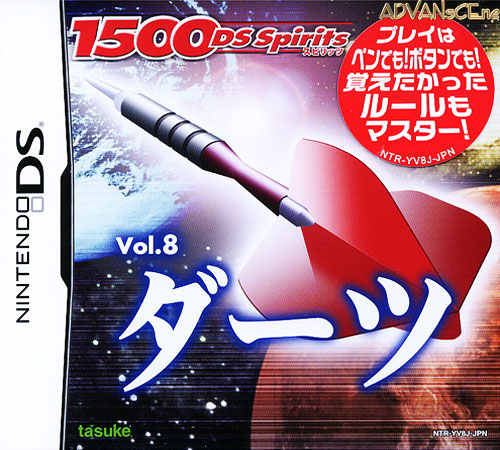 ADVANsCEne
1500 DS Spirits
スピリッツ
プレイは
ペンでも!ボタンでも!
覚えたかった
ルールも
マスター!
NTR-YV8J-JPN
NINTENDO DS
Vol.8
ダーツ
tasuke
NTR-YV8J-JPN